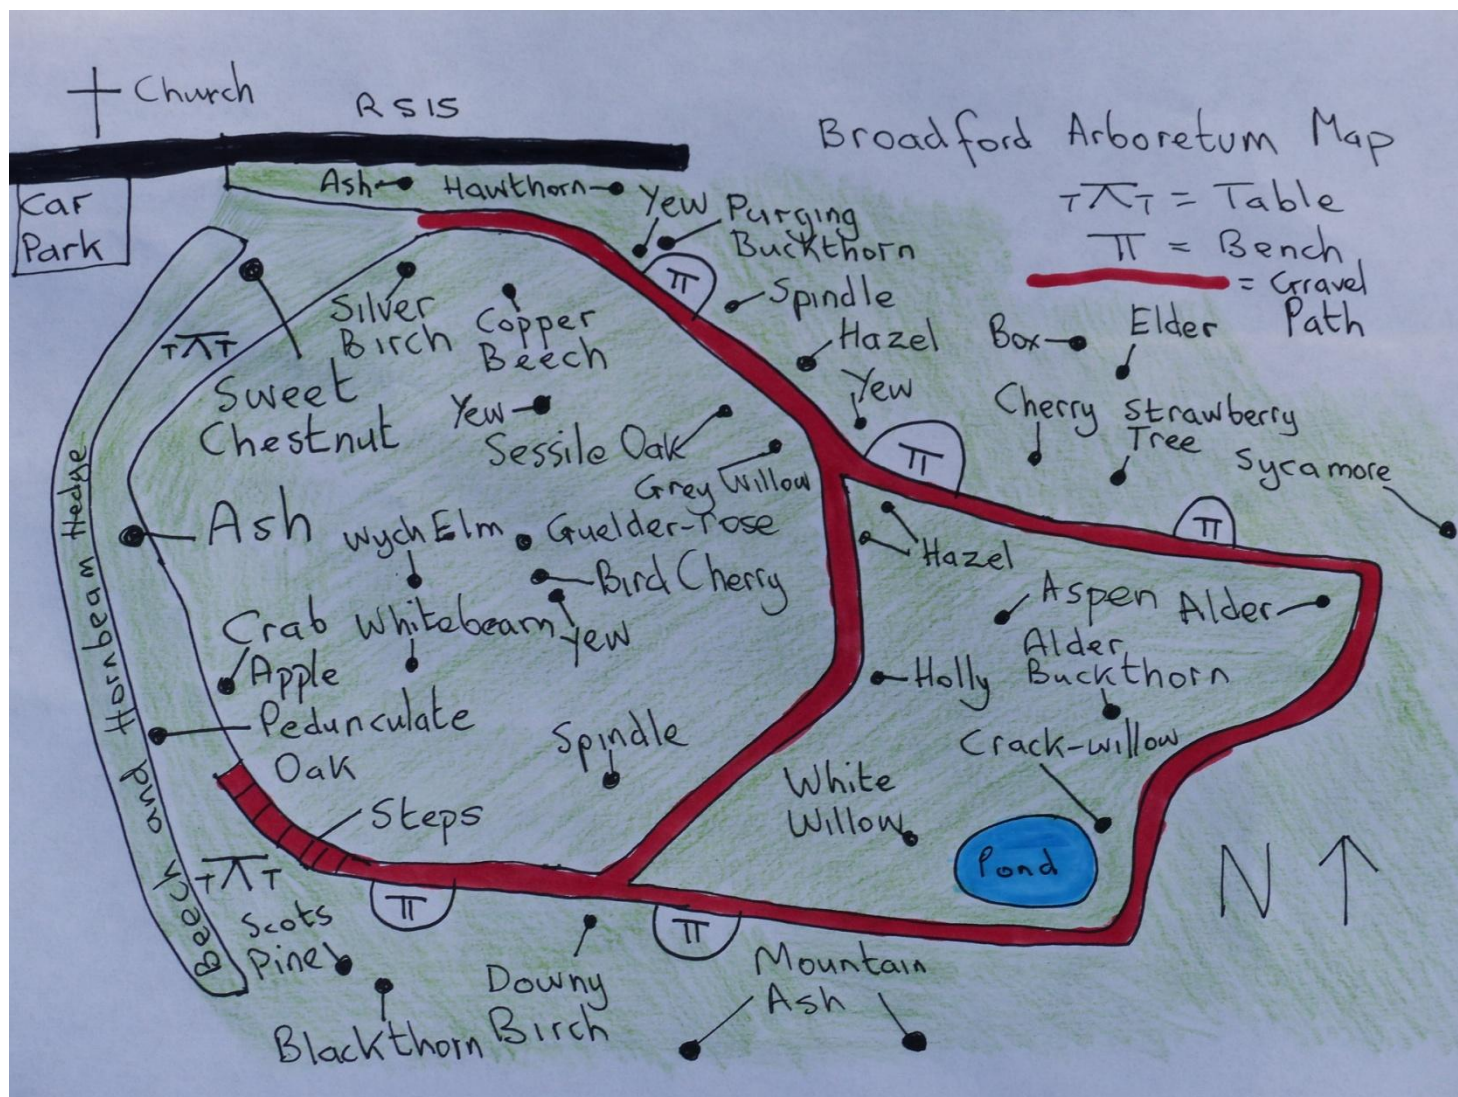 Church
R515
Broadford Arboretum Map
Car
Park
Ash
Hawthorn
Yew
Purging
Buckthorn
TΠT = Table
Π = Bench
= Gravel
Path
Spindle
Silver
Birch
Copper
Beech
Hazel
Box
Elder
Sweet
Chestnut
Yew
Sessile Oak
Yew
Cherry
Strawberry
Tree
Sycamore
Grey Willow
Ash
Wych Elm
Guelder-rose
Hazel
Bird Cherry
Aspen
Alder
Crab
Apple
Whitebeam
Yew
Alder
Buckthorn
Holly
Pedunculate
Oak
Spindle
Crack-willow
White
Willow
Steps
Pond
Beech and Hornbeam Hedge
N
Scots
Pine
Blackthorn
Downy
Birch
Mountain
Ash